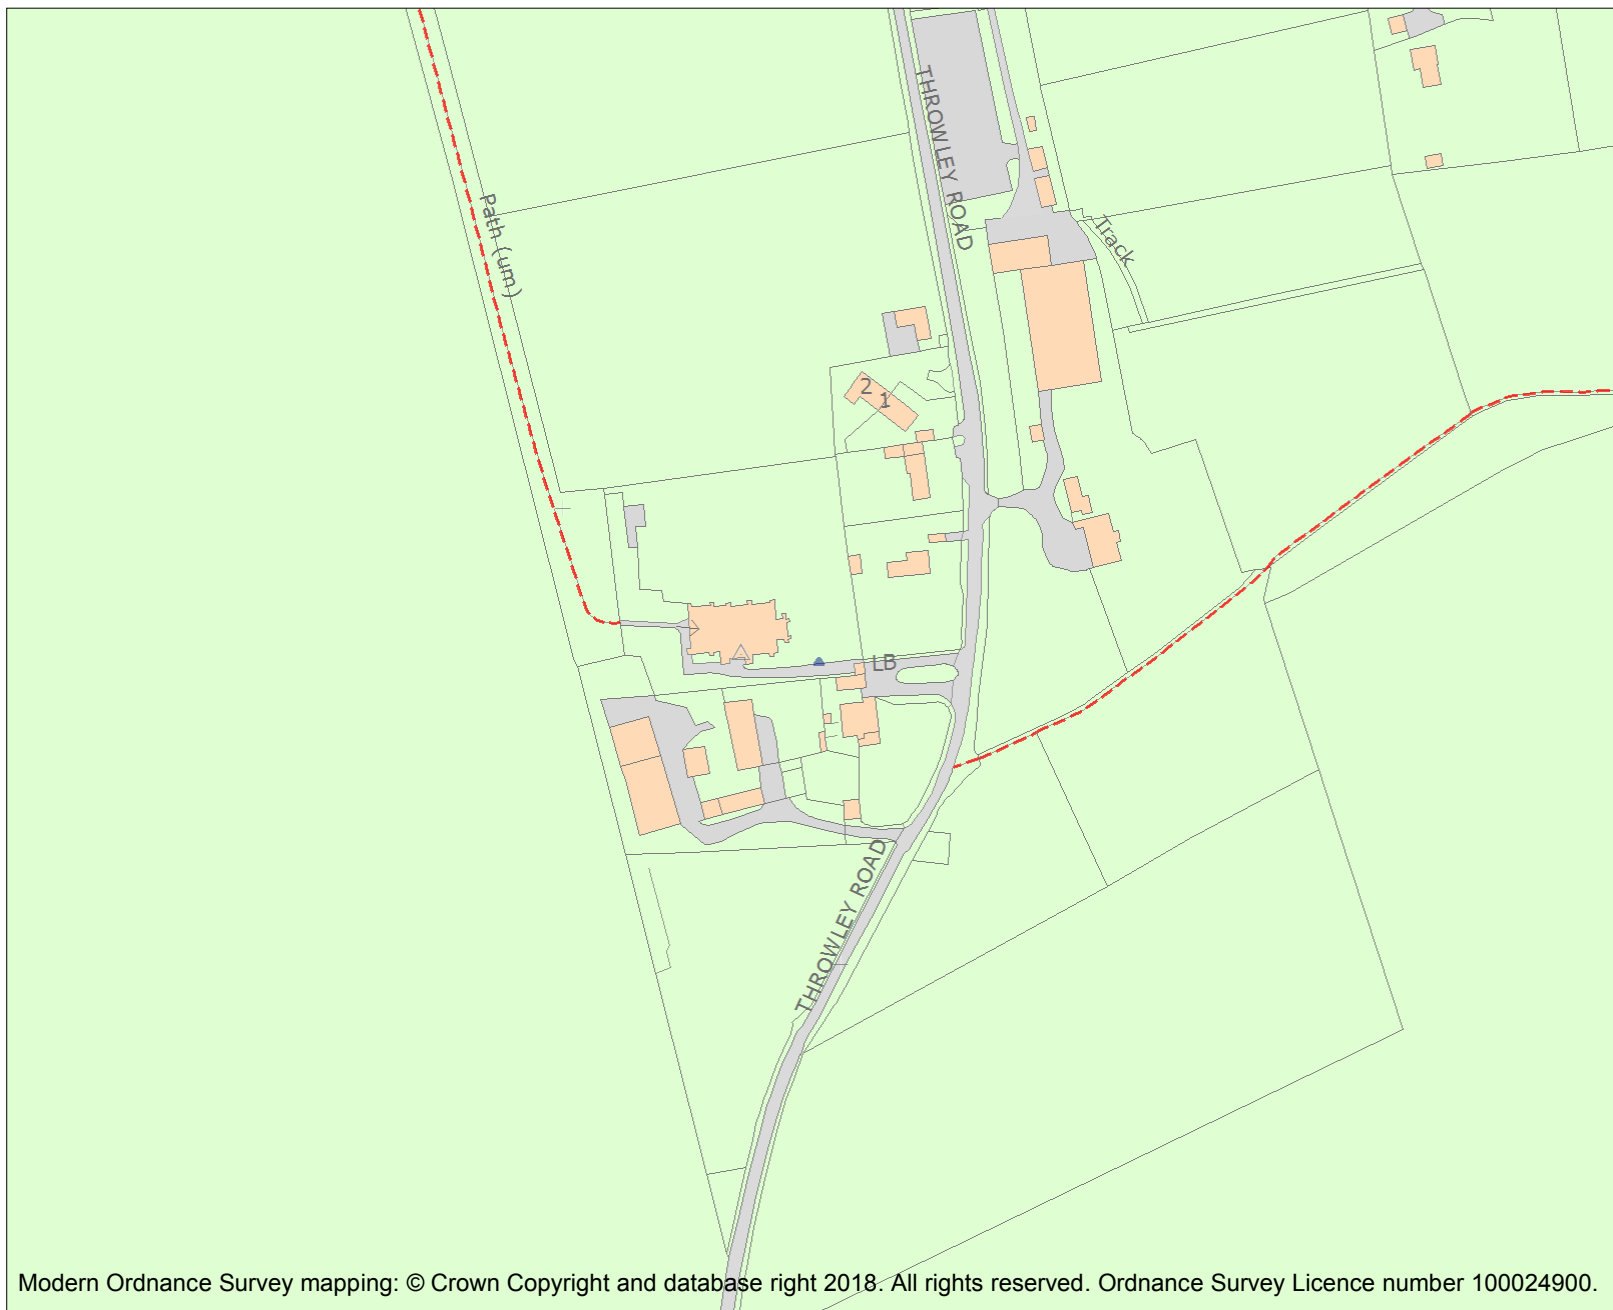 THROWLEY ROAD
Path (um)
Track
2
1
LB
THROWLEY ROAD
Modern Ordnance Survey mapping: © Crown Copyright and database right 2018. All rights reserved. Ordnance Survey Licence number 100024900.